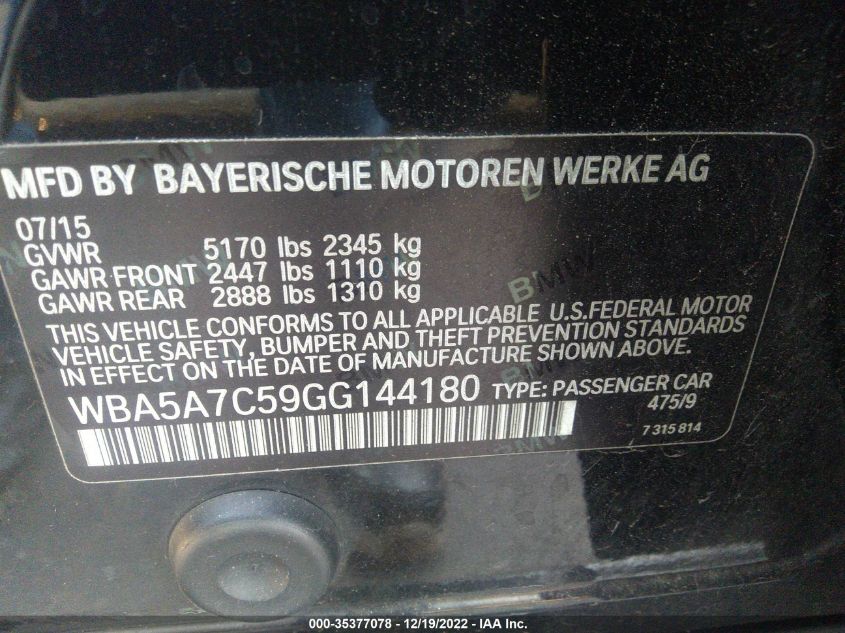 MFD BY BAYERISCHE MOTOREN WERKE AG
07/15
GVWR 5170 lbs 2345 kg
GAWR FRONT 2447 lbs 1110 kg
GAWR REAR 2888 lbs 1310 kg
THIS VEHICLE CONFORMS TO ALL APPLICABLE U.S.FEDERAL MOTOR
VEHICLE SAFETY, BUMPER AND THEFT PREVENTION STANDARDS
IN EFFECT ON THE DATE OF MANUFACTURE SHOWN ABOVE.
WBA5A7C59GG144180 TYPE: PASSENGER CAR
475/9
7 315 814
BMW
BMW
000-35377078 - 12/19/2022 - IAA Inc.